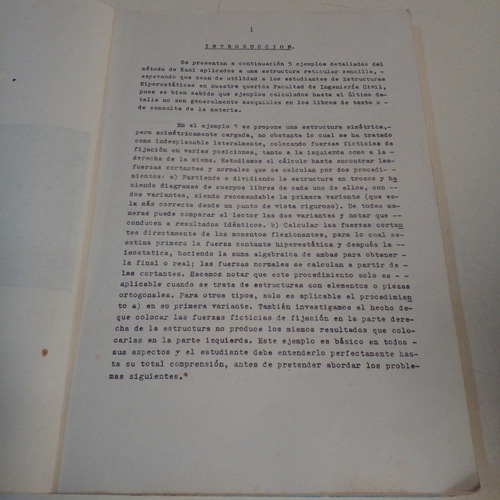 1
INTRODUCCION.
Se presentan a continuación 5 ejemplos detallados del
método de Kani aplicados a una estructura reticular sencilla, -
esperando que sean de utilidad a los estudiantes de Estructuras
Hiperestáticas en nuestra querida Facultad de Ingeniería Civil,
pues es bien sabido que ejemplos calculados hasta el último de-
talle no son generalmente asequibles en los libros de texto o-
de consulta de la materia.
En el ejemplo 1 se propone una estructura simétrica,-
pero asimétricamente cargada, no obstante lo cual se ha tratado
como indesplazable lateralmente, colocando fuerzas ficticias de
fijación en varias posiciones, tanto a la izquierda como a la -
derecha de la misma. Estudiamos el cálculo hasta encontrar las-
fuerzas cortantes y normales que se calculan por dos procedi--
mientos: a) Partiendo o dividiendo la estructura en trozos y ha
ciendo diagramas de cuerpos libres de cada uno de ellos, con--
dos variantes, siendo recomendable la primera variante (que es-
la más correcta desde un punto de vista riguroso). De todas ma-
neras puede comparar el lector las dos variantes y notar que --
conducen a resultados idénticos. b) Calcular las fuerzas cortan
tes directamente de los momentos flexionantes, para lo cual se-
estima primero la fuerza contante hiperestática y después la --
isostatica, haciendo la suma algebraica de ambas para obtener -
la final o real; las fuerzas normales se calculan a partir de -
las cortantes. Hacemos notar que este procedimiento solo es --
aplicable cuando se trata de estructuras con elementos o piezas
ortogonales. Para otros tipos, solo es aplicable el procedimien
to a) en su primera variante. También investigamos el hecho de-
que colocar las fuerzas ficticias de fijación en la parte dere-
cha de la estructura no produce los mismos resultados que colo-
carlas en la parte izquierda. Este ejemplo es básico en todos -
sus aspectos y el estudiante debe entenderlo perfectamente has-
ta su total comprensión, antes de pretender abordar los proble-
mas siguientes.*